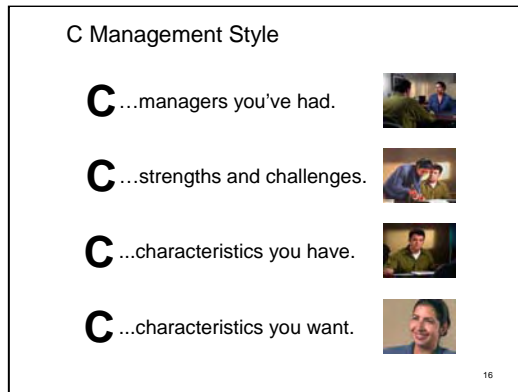 C Management Style
C …managers you've had.
C …strengths and challenges.
C ...characteristics you have.
C ...characteristics you want.
16